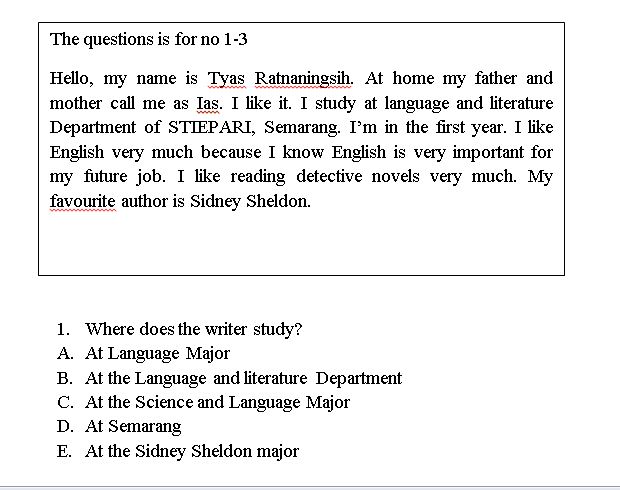 The questions is for no 1-3
Hello, my name is Tyas Ratnaningsih. At home my father and
mother call me as Ias. I like it. I study at language and literature
Department of STIEPARI, Semarang. I'm in the first year. I like
English very much because I know English is very important for
my future job. I like reading detective novels very much. My
favourite author is Sidney Sheldon.
1. Where does the writer study?
A. At Language Major
B. At the Language and literature Department
C. At the Science and Language Major
D. At Semarang
E. At the Sidney Sheldon major